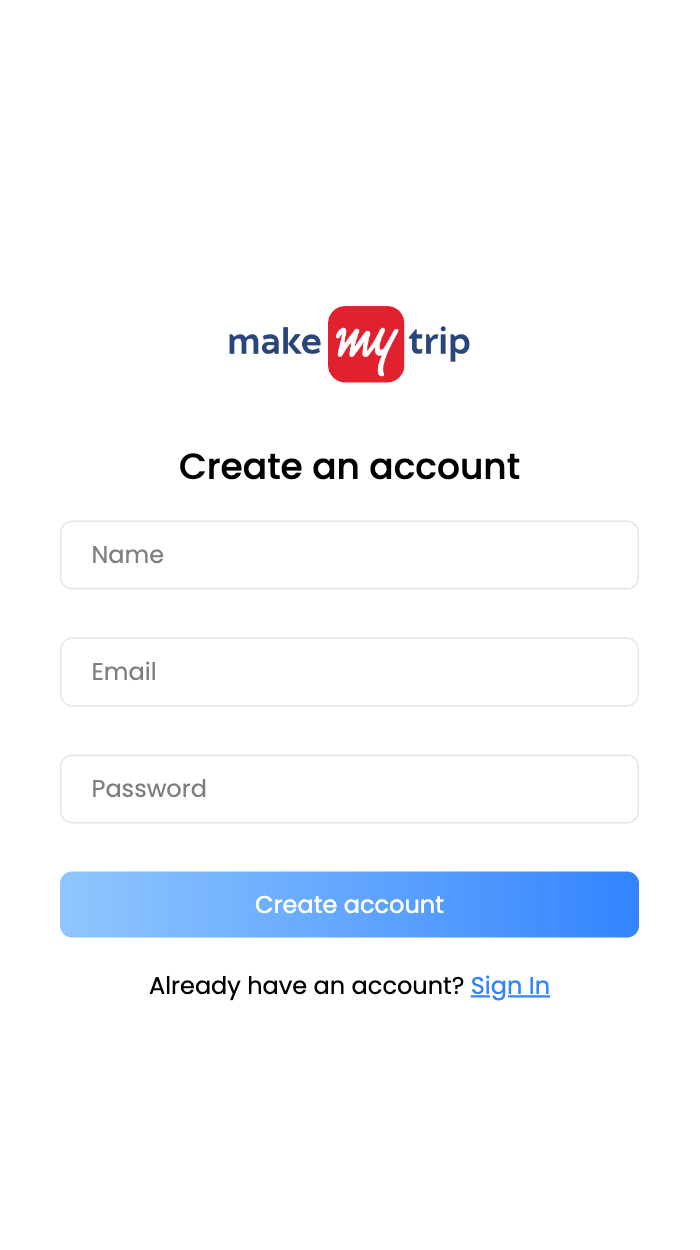 make my trip
Create an account
Name
Email
Password
Create account
Already have an account? Sign In